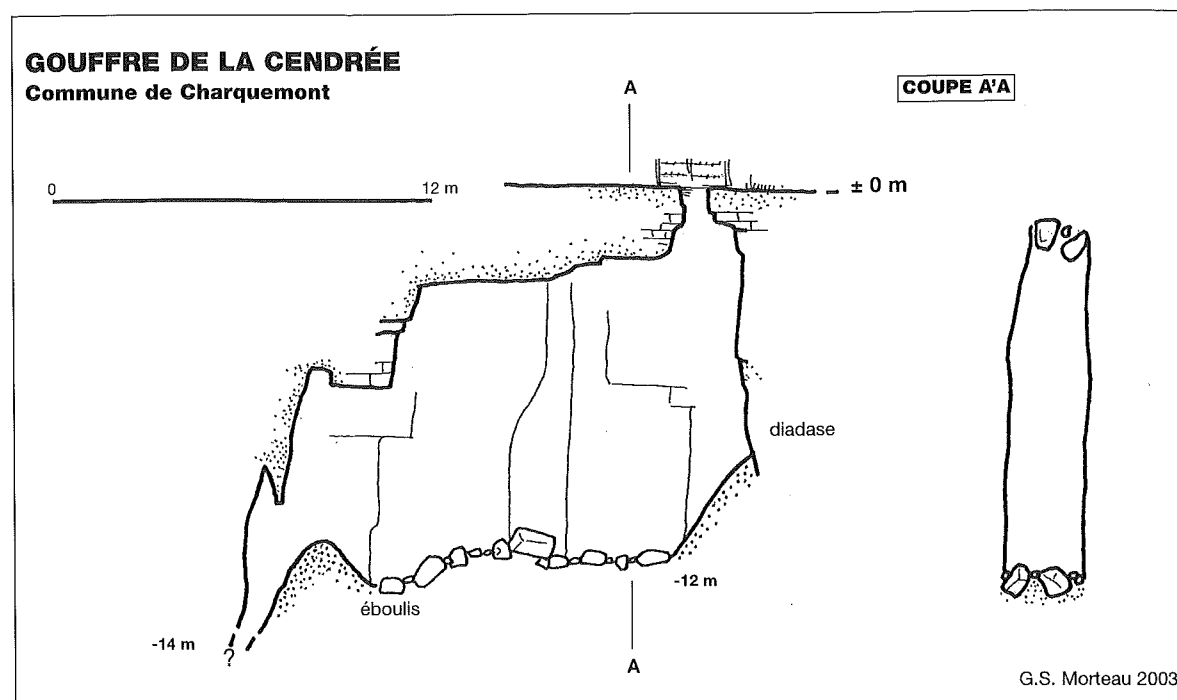 GOUFFRE DE LA CENDRÉE
Commune de Charquemont
A
COUPE A'A
0
12 m
± 0 m
diadase
-12 m
éboulis
-14 m
?
A
G.S. Morteau 2003